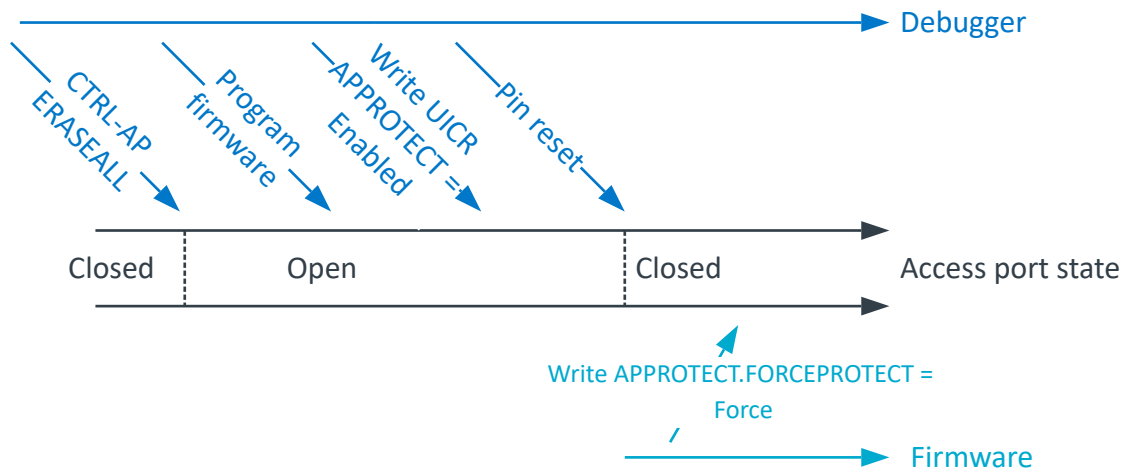 Debugger
CTRL-AP
ERASEALL
Program
firmware
Write UICR
APPROTECT =
Enabled
Pin reset
Closed
Open
Closed
Access port state
Write APPROTECT.FORCEPROTECT =
Force
Firmware